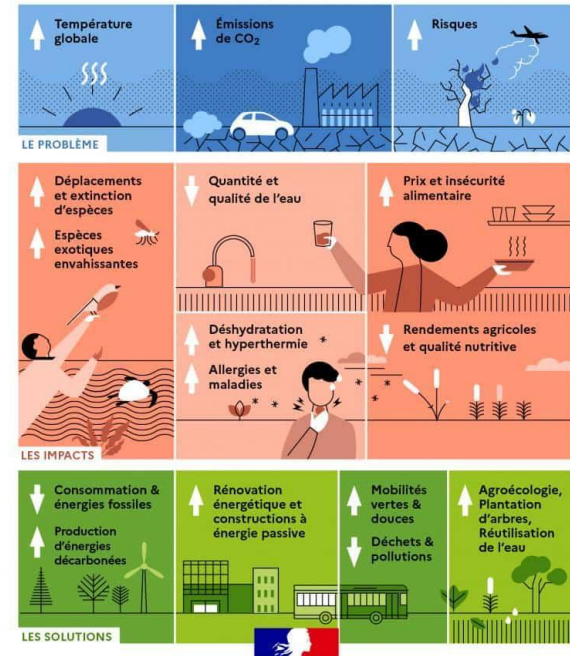 Température
globale
Émissions
de CO₂
Risques
LE PROBLÈME
Déplacements
et extinction
d'espèces
Espèces
exotiques
envahissantes
Quantité et
qualité de l'eau
Prix et insécurité
alimentaire
Déshydratation
et hyperthermie
Allergies et
maladies
Rendements agricoles
et qualité nutritive
LES IMPACTS
Consommation &
énergies fossiles
Production
d'énergies
décarbonées
Rénovation
énergétique et
constructions à
énergie passive
Mobilités
vertes &
douces
Déchets &
pollutions
Agroécologie,
Plantation
d'arbres,
Réutilisation
de l'eau
LES SOLUTIONS